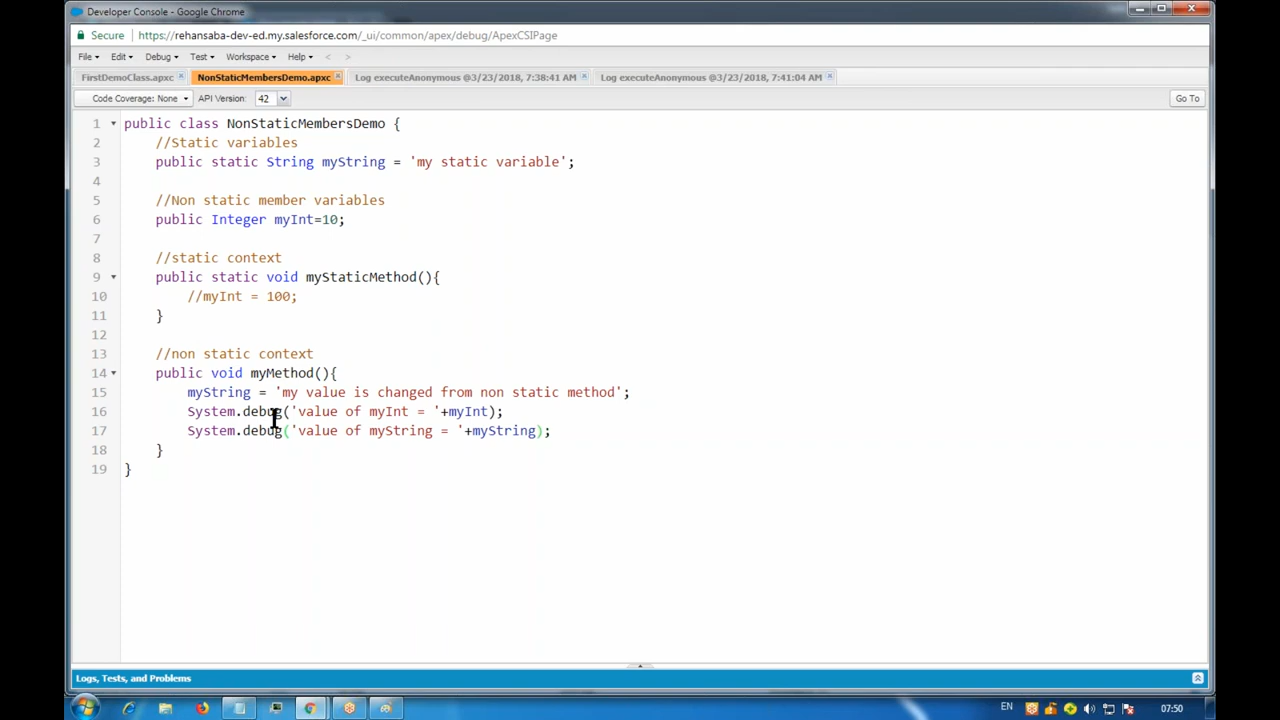 Developer Console - Google Chrome
Secure https://rehansaba-dev-ed.my.salesforce.com/_ui/common/apex/debug/ApexCSIPage
File Edit Debug Test Workspace Help < >
FirstDemoClass.apxc NonStaticMembersDemo.apxc Log executeAnonymous @3/23/2018, 7:38:41 AM Log executeAnonymous @3/23/2018, 7:41:04 AM
Code Coverage: None API Version: 42 Go To
1 public class NonStaticMembersDemo {
2 //Static variables
3 public static String myString = 'my static variable';
4
5 //Non static member variables
6 public Integer myInt=10;
7
8 //static context
9 public static void myStaticMethod(){
10 //myInt = 100;
11 }
12
13 //non static context
14 public void myMethod(){
15 myString = 'my value is changed from non static method';
16 System.debug('value of myInt = '+myInt);
17 System.debug('value of myString = '+myString);
18 }
19 }
Logs, Tests, and Problems
EN 07:50